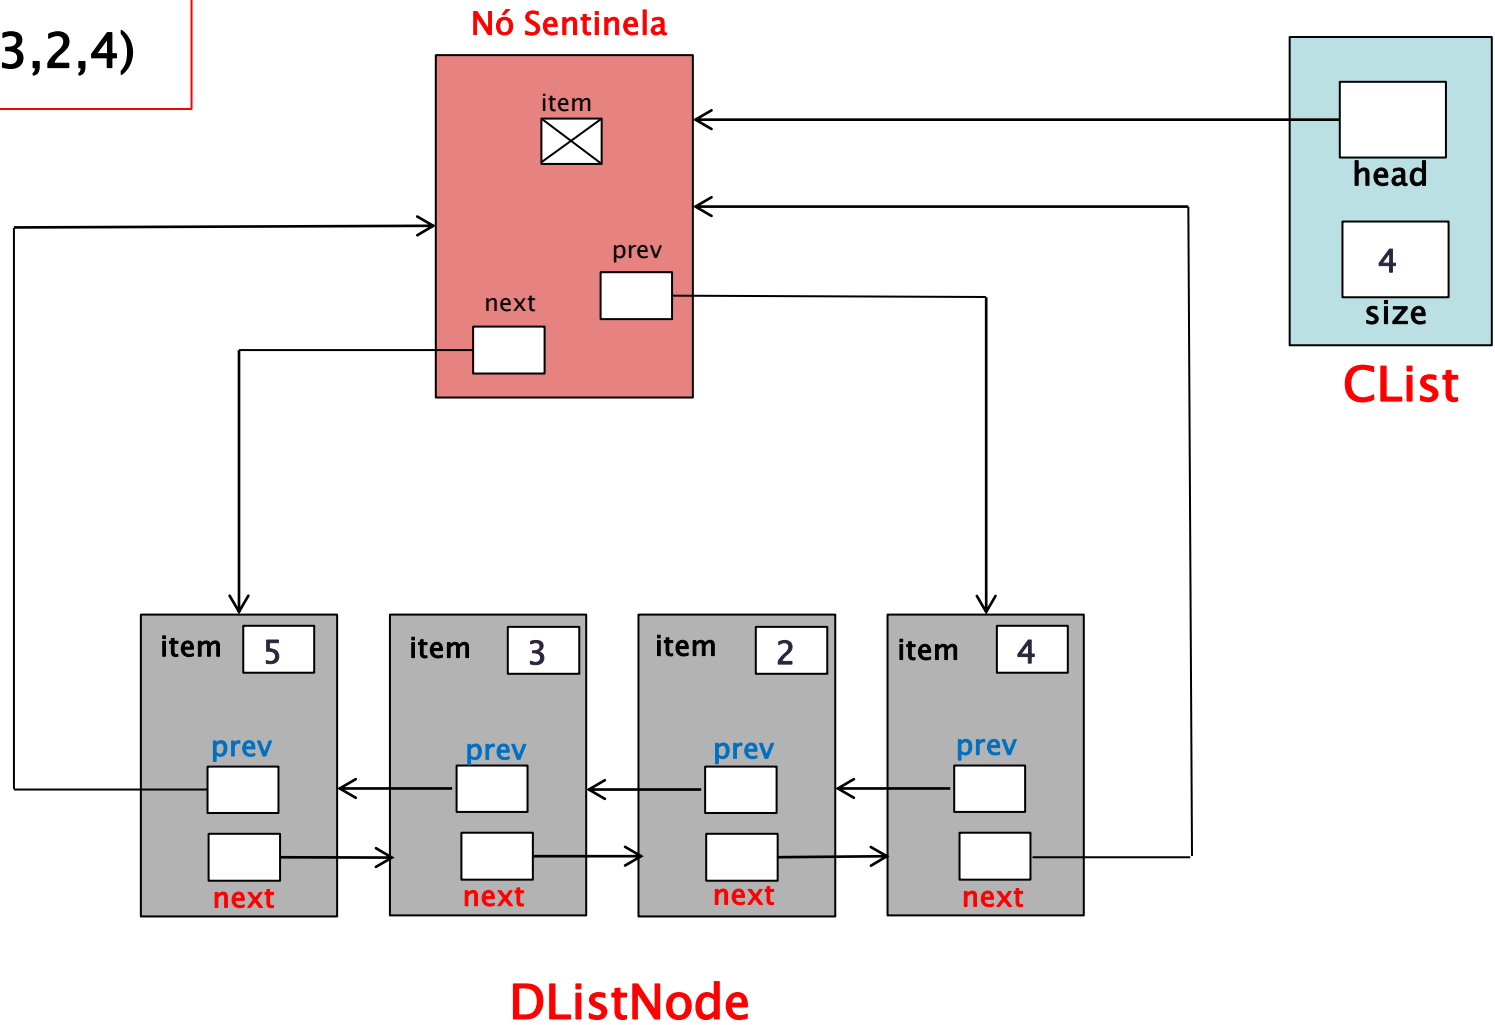 3,2,4)
Nó Sentinela
item
prev
next
head
4
size
CList
item 5
item 3
item 2
item 4
prev
prev
prev
prev
next
next
next
next
DListNode